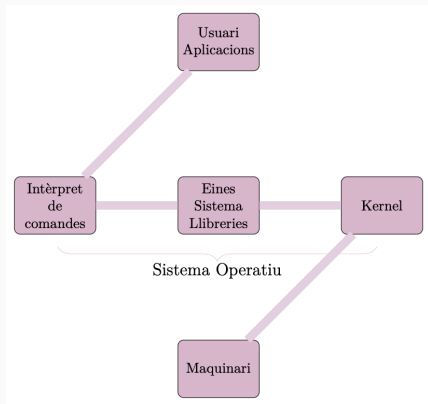 Usuari
Aplicacions
Intèrpret
de
comandes
Eines
Sistema
Llibreries
Kernel
Sistema Operatiu
Maquinari